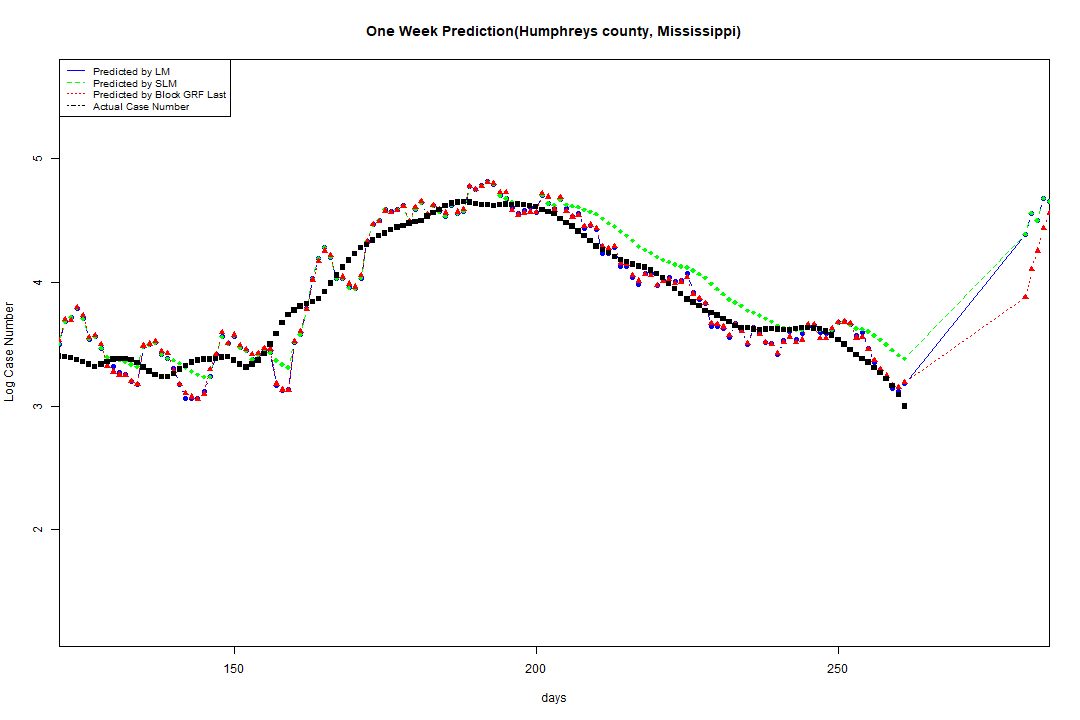 One Week Prediction(Humphreys county, Mississippi)
Predicted by LM
Predicted by SLM
Predicted by Block GRF Last
Actual Case Number
5
4
3
2
Log Case Number
150 200 250
days